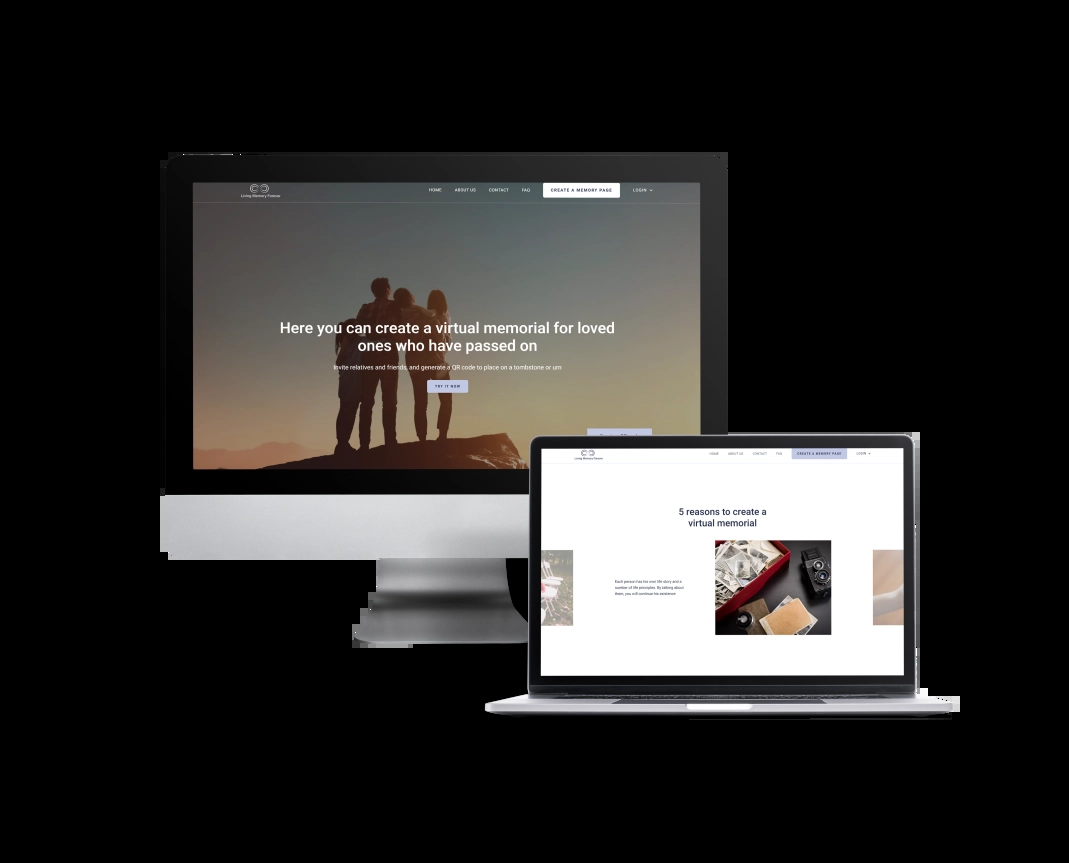 Living Memory Forever
HOME ABOUT US CONTACT FAQ CREATE A MEMORY PAGE LOGIN
Here you can create a virtual memorial for loved
ones who have passed on
Invite relatives and friends, and generate a QR code to place on a tombstone or urn
TRY IT NOW
Living Memory Forever
HOME ABOUT US CONTACT FAQ CREATE A MEMORY PAGE LOGIN
5 reasons to create a
virtual memorial
Each person has his own life story and a
number of life principles. By talking about
them, you will continue his existence